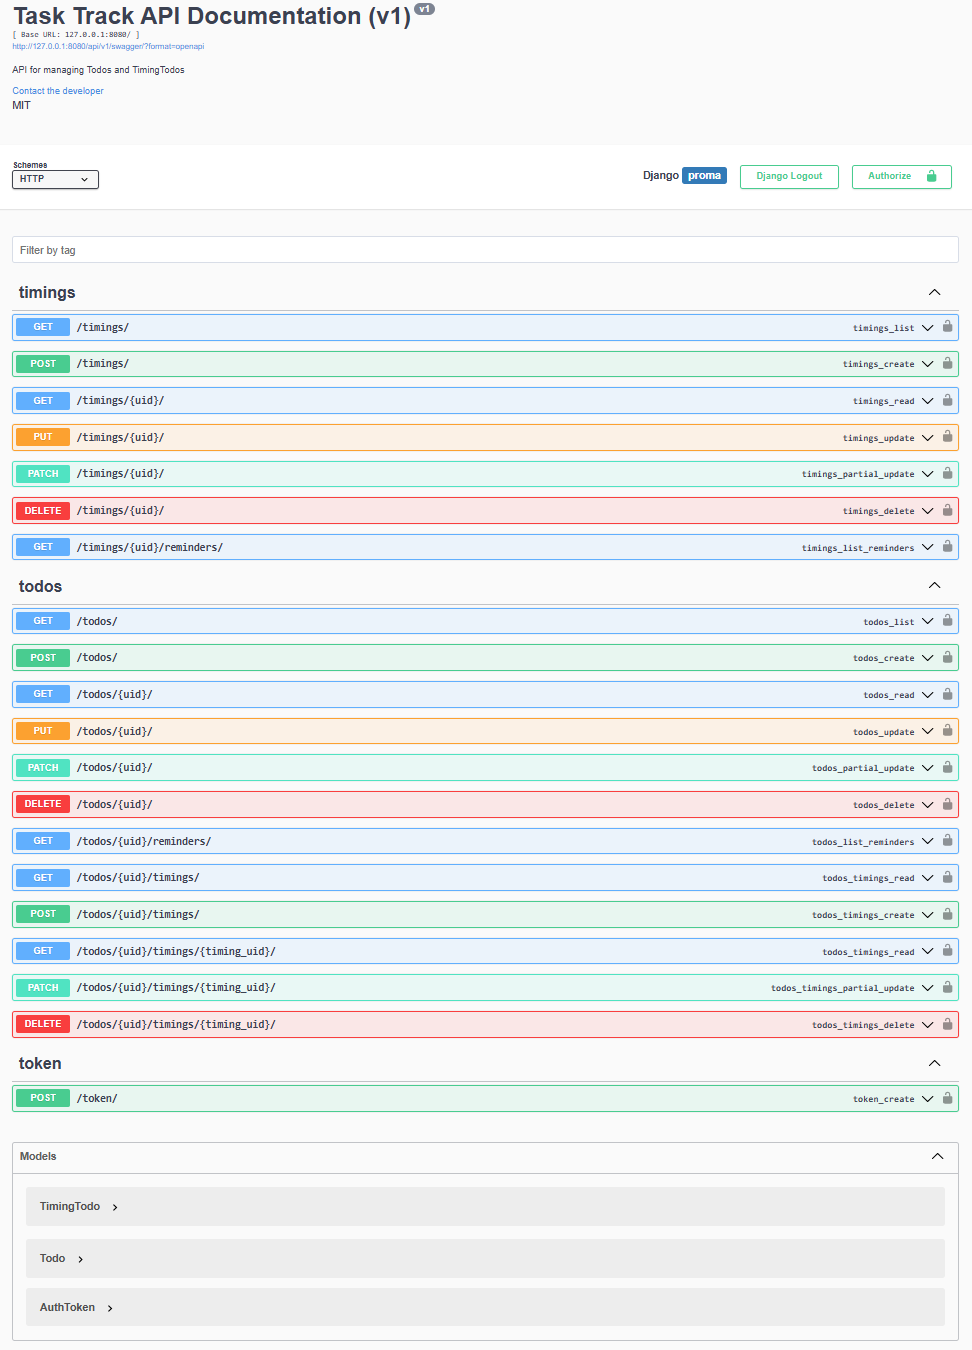 Task Track API Documentation (v1) v1
[ Base URL: 127.0.0.1:8080/ ]
http://127.0.0.1:8080/api/v1/swagger/?format=openapi
API for managing Todos and TimingTodos
Contact the developer
MIT
Schemes
HTTP
Django proma Django Logout Authorize
Filter by tag
timings
GET /timings/ timings_list
POST /timings/ timings_create
GET /timings/{uid}/ timings_read
PUT /timings/{uid}/ timings_update
PATCH /timings/{uid}/ timings_partial_update
DELETE /timings/{uid}/ timings_delete
GET /timings/{uid}/reminders/ timings_list_reminders
todos
GET /todos/ todos_list
POST /todos/ todos_create
GET /todos/{uid}/ todos_read
PUT /todos/{uid}/ todos_update
PATCH /todos/{uid}/ todos_partial_update
DELETE /todos/{uid}/ todos_delete
GET /todos/{uid}/reminders/ todos_list_reminders
GET /todos/{uid}/timings/ todos_timings_read
POST /todos/{uid}/timings/ todos_timings_create
GET /todos/{uid}/timings/{timing_uid}/ todos_timings_read
PATCH /todos/{uid}/timings/{timing_uid}/ todos_timings_partial_update
DELETE /todos/{uid}/timings/{timing_uid}/ todos_timings_delete
token
POST /token/ token_create
Models
TimingTodo
Todo
AuthToken